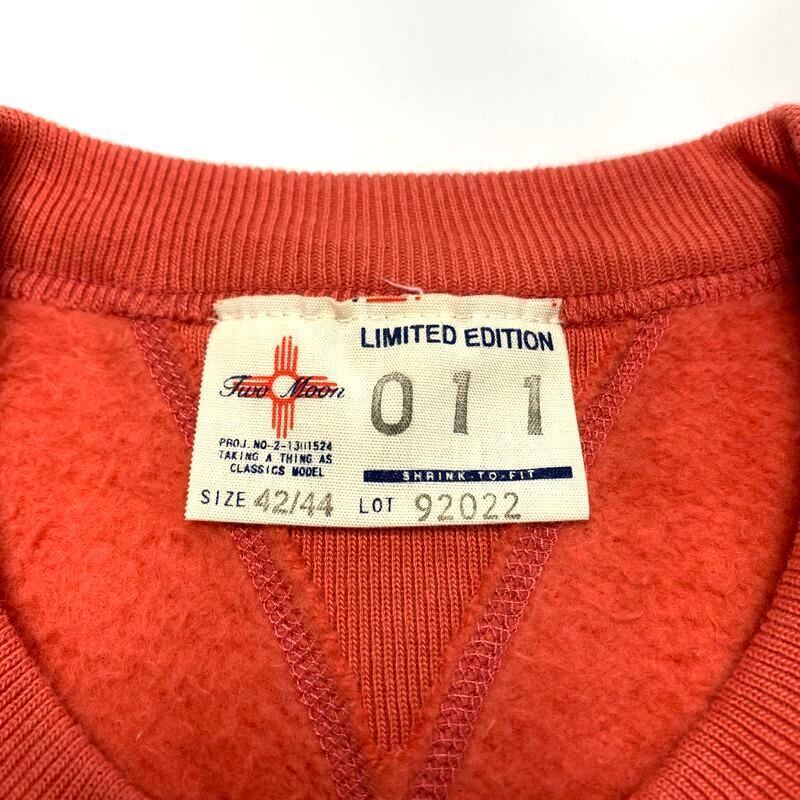 LIMITED EDITION
Two Moon
011
PROJ. NO-2-13111524
TAKING A THING AS
CLASSICS MODEL
SHRINK-TO-FIT
SIZE 42/44 LOT 92022